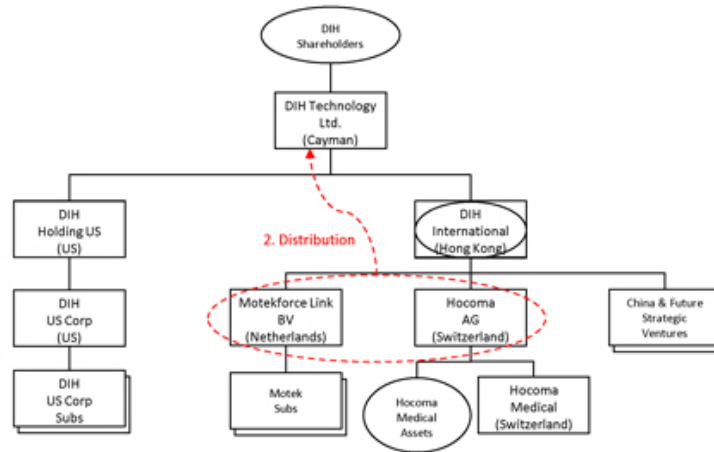 DIH
Shareholders
DIH Technology
Ltd.
(Cayman)
DIH
Holding US
(US)
2. Distribution
DIH
International
(Hong Kong)
DIH
US Corp
(US)
Motekforce Link
BV
(Netherlands)
Hocoma
AG
(Switzerland)
China & Future
Strategic
Ventures
DIH
US Corp
Subs
Motek
Subs
Hocoma
Medical
Assets
Hocoma
Medical
(Switzerland)